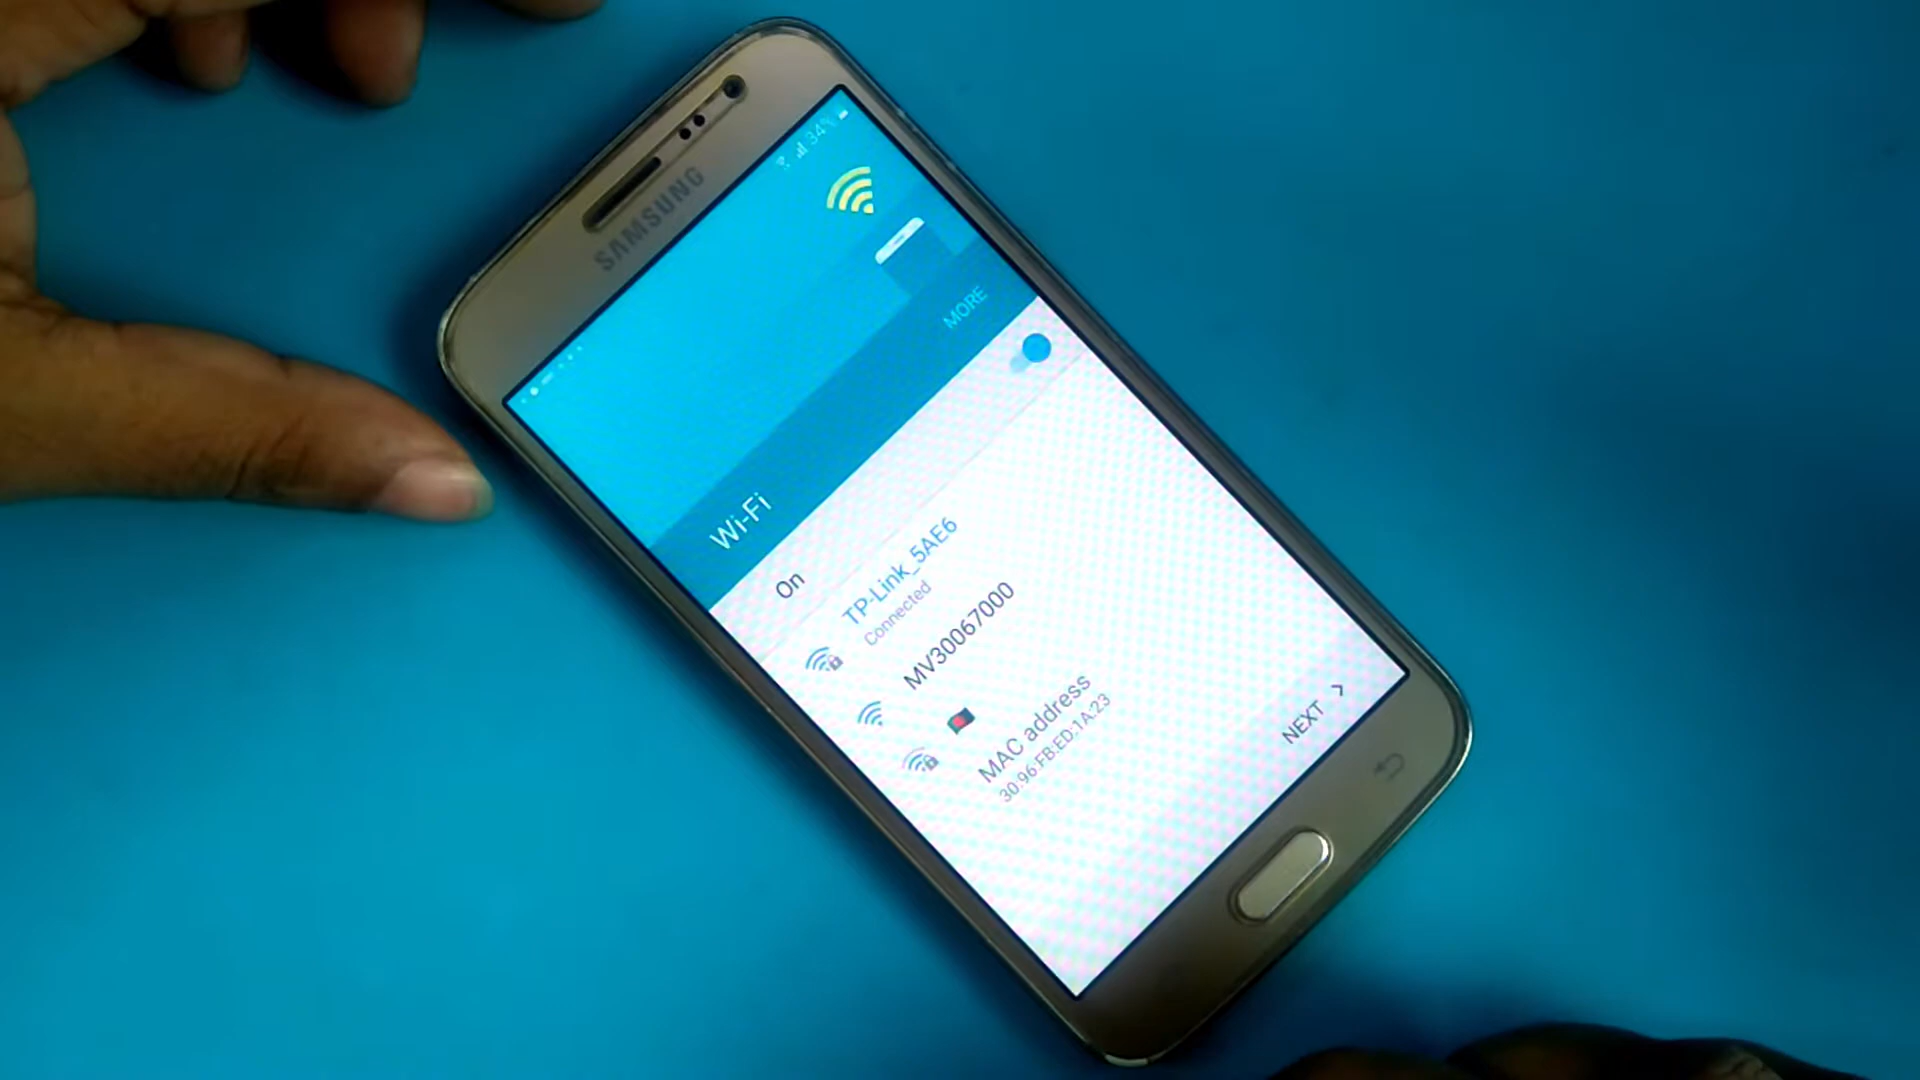 SAMSUNG
34%
MORE
Wi-Fi
On
TP-Link_5AE6
Connected
MV30067000
MAC address
30:96:FB:ED:1A:23
NEXT